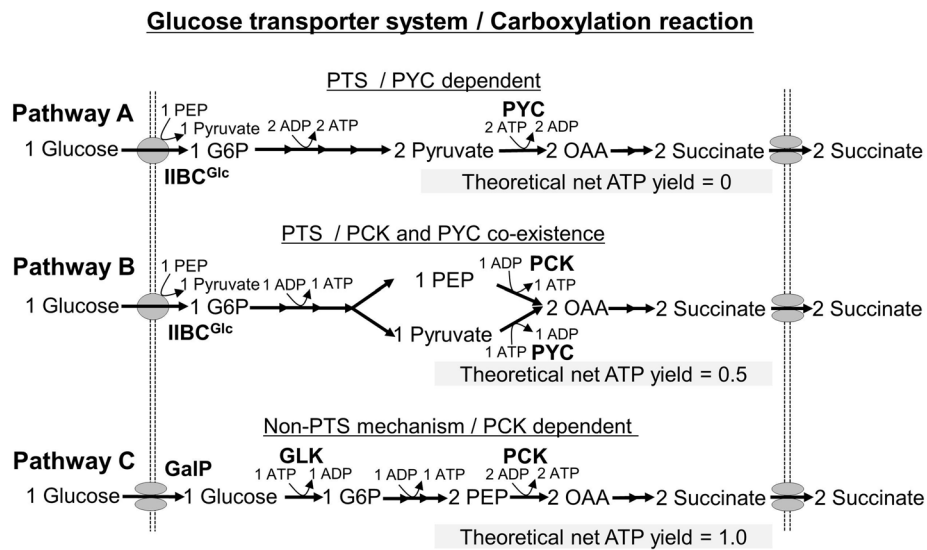 Glucose transporter system / Carboxylation reaction
PTS / PYC dependent
Pathway A
1 PEP
1 Pyruvate
2 ADP 2 ATP
PYC
2 ATP 2 ADP
1 Glucose 1 G6P 2 Pyruvate 2 OAA 2 Succinate 2 Succinate
IIBCGlc
Theoretical net ATP yield = 0
PTS / PCK and PYC co-existence
Pathway B
1 PEP
1 Pyruvate
1 ADP 1 ATP
1 PEP
1 ADP PCK
1 ATP
1 Glucose 1 G6P 2 OAA 2 Succinate 2 Succinate
IIBCGlc
1 Pyruvate
1 ADP
1 ATP PYC
Theoretical net ATP yield = 0.5
Non-PTS mechanism / PCK dependent
Pathway C
GalP
GLK
PCK
1 ATP 1 ADP 1 ADP 1 ATP 2 ADP 2 ATP
1 Glucose 1 Glucose 1 G6P 2 PEP 2 OAA 2 Succinate 2 Succinate
Theoretical net ATP yield = 1.0